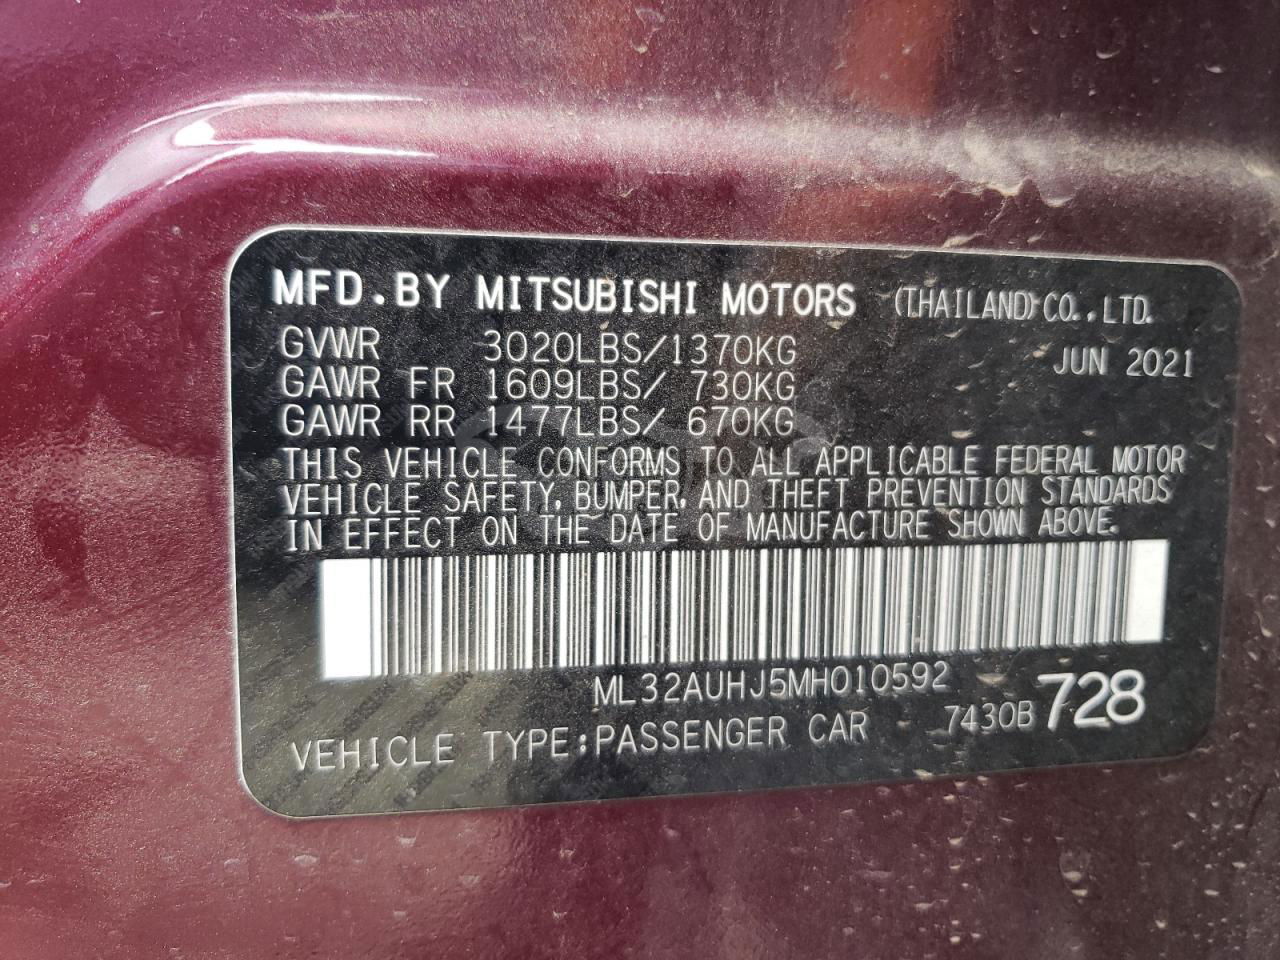 MFD.BY MITSUBISHI MOTORS (THAILAND)CO.,LTD.
GVWR 3020LBS/1370KG JUN 2021
GAWR FR 1609LBS/ 730KG
GAWR RR 1477LBS/ 670KG
THIS VEHICLE CONFORMS TO ALL APPLICABLE FEDERAL MOTOR
VEHICLE SAFETY, BUMPER, AND THEFT PREVENTION STANDARDS
IN EFFECT ON THE DATE OF MANUFACTURE SHOWN ABOVE.
ML32AUHJ5MH010592
VEHICLE TYPE:PASSENGER CAR 7430B 728